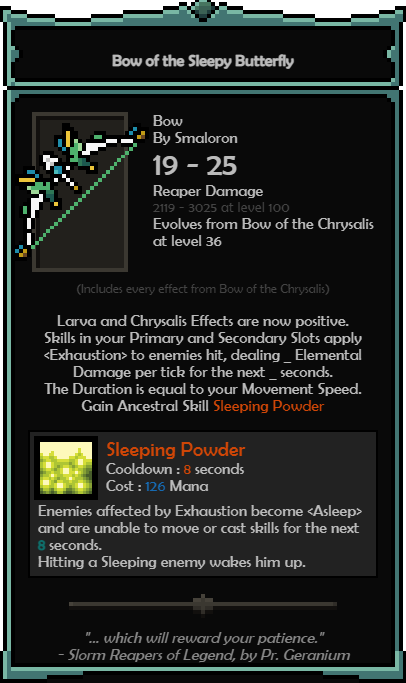 Bow of the Sleepy Butterfly
Bow
By Smaloron
19 - 25
Reaper Damage
2119 - 3025 at level 100
Evolves from Bow of the Chrysalis
at level 36
(Includes every effect from Bow of the Chrysalis)
Larva and Chrysalis Effects are now positive.
Skills in your Primary and Secondary Slots apply
<Exhaustion> to enemies hit, dealing _ Elemental
Damage per tick for the next _ seconds.
The Duration is equal to your Movement Speed.
Gain Ancestral Skill Sleeping Powder
Sleeping Powder
Cooldown : 8 seconds
Cost : 126 Mana
Enemies affected by Exhaustion become <Asleep>
and are unable to move or cast skills for the next
8 seconds.
Hitting a Sleeping enemy wakes him up.
"... which will reward your patience."
- Slorm Reapers of Legend, by Pr. Geranium